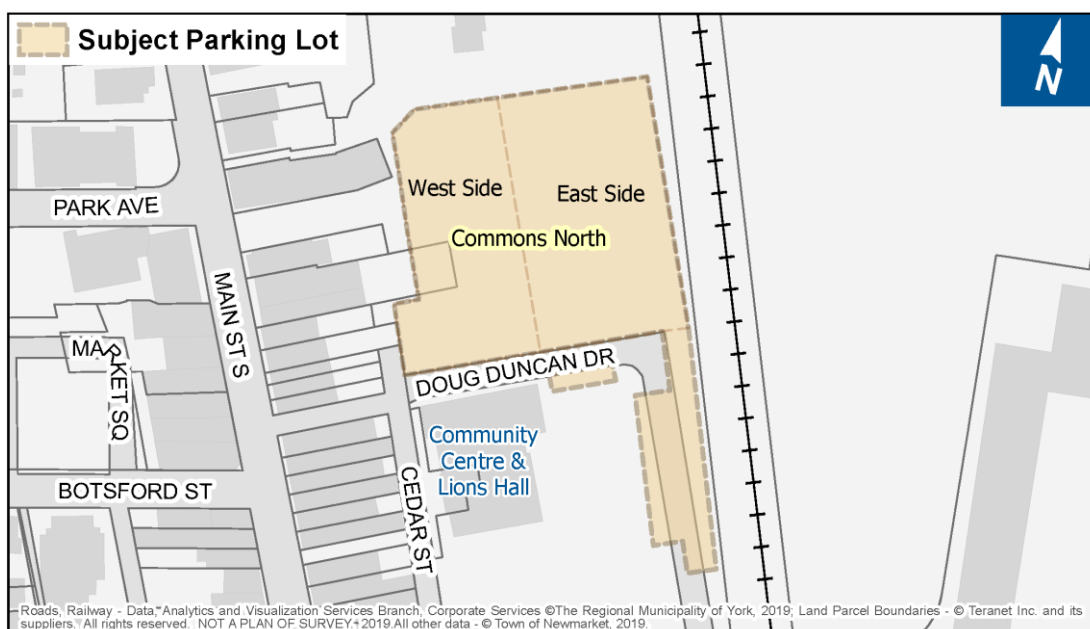 Subject Parking Lot
N
West Side
East Side
PARK AVE
Commons North
MAIN ST S
MARKET SQ
DOUG DUNCAN DR
Community
Centre &
Lions Hall
BOTSFORD ST
CEDAR ST
Roads, Railway - Data, Analytics and Visualization Services Branch, Corporate Services ©The Regional Municipality of York, 2019; Land Parcel Boundaries - © Teranet Inc. and its
suppliers. All rights reserved. NOT A PLAN OF SURVEY. 2019 All other data - © Town of Newmarket, 2019.